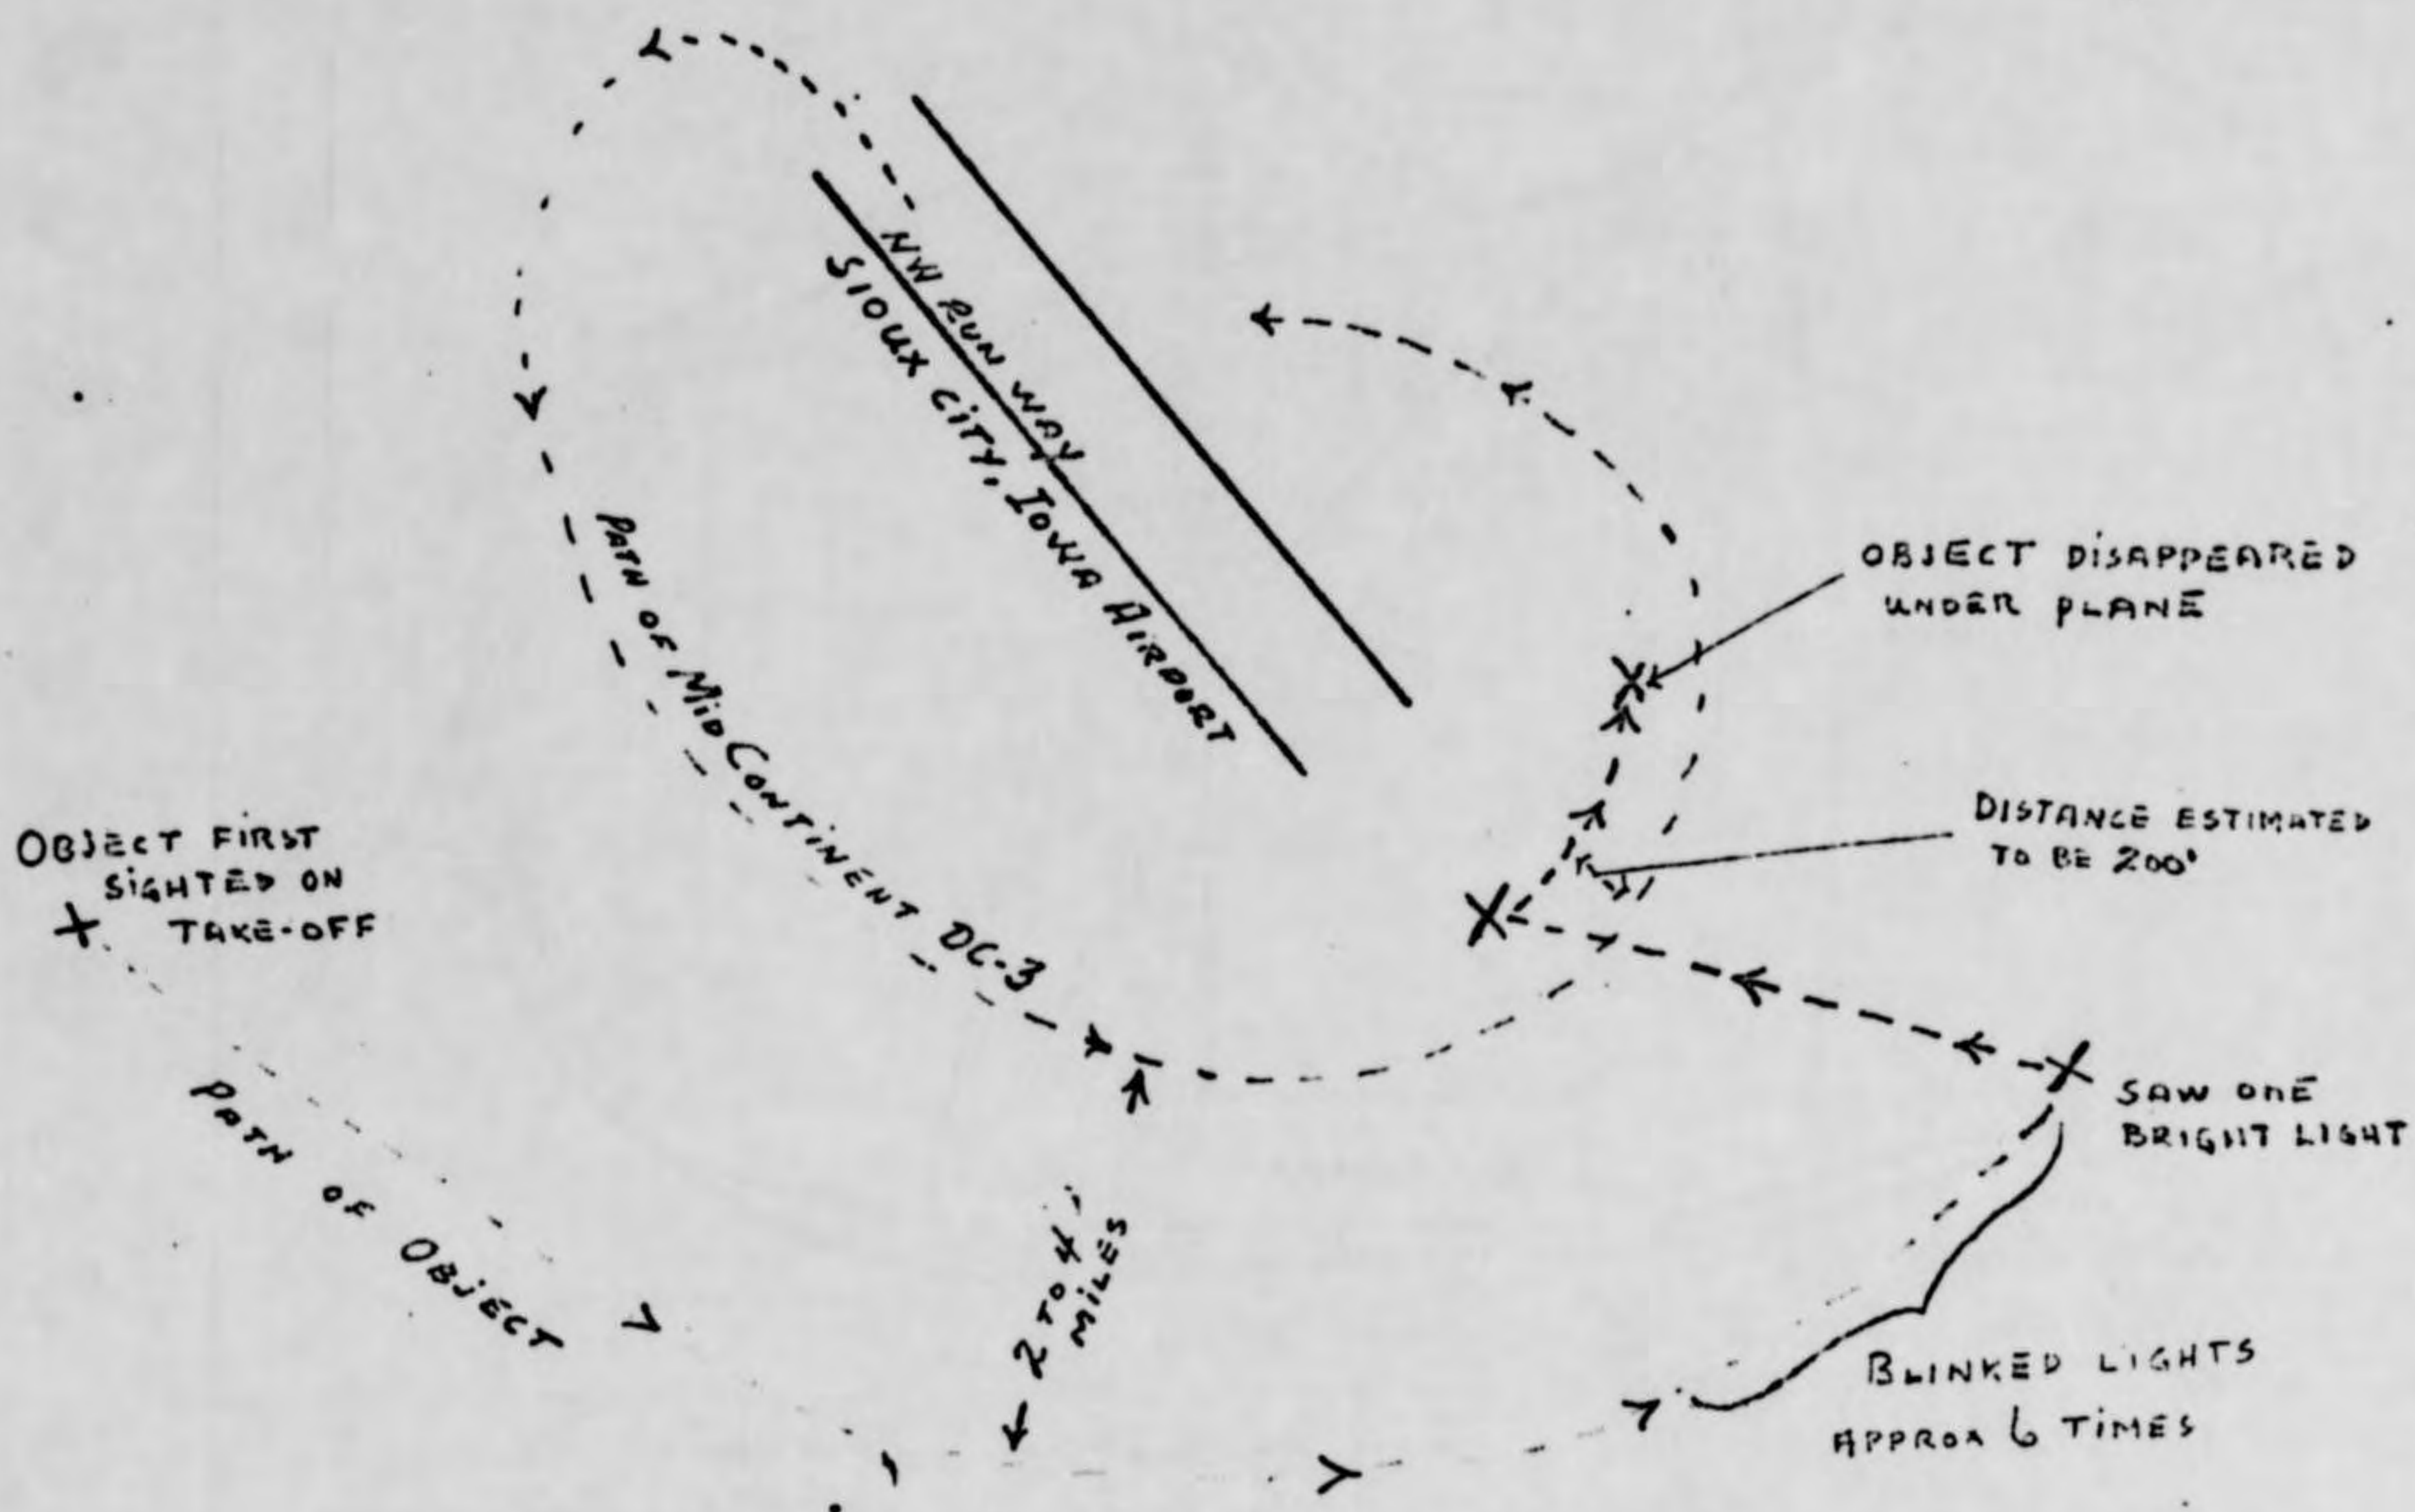 NW RUN WAY
SIOUX CITY, IOWA AIRPORT
PATH OF MID CONTINENT DC-3
OBJECT DISAPPEARED
UNDER PLANE
DISTANCE ESTIMATED
TO BE 200'
OBJECT FIRST
SIGHTED ON
TAKE-OFF
PATH OF OBJECT
2 TO 4
MILES
SAW ONE
BRIGHT LIGHT
BLINKED LIGHTS
APPROX 6 TIMES